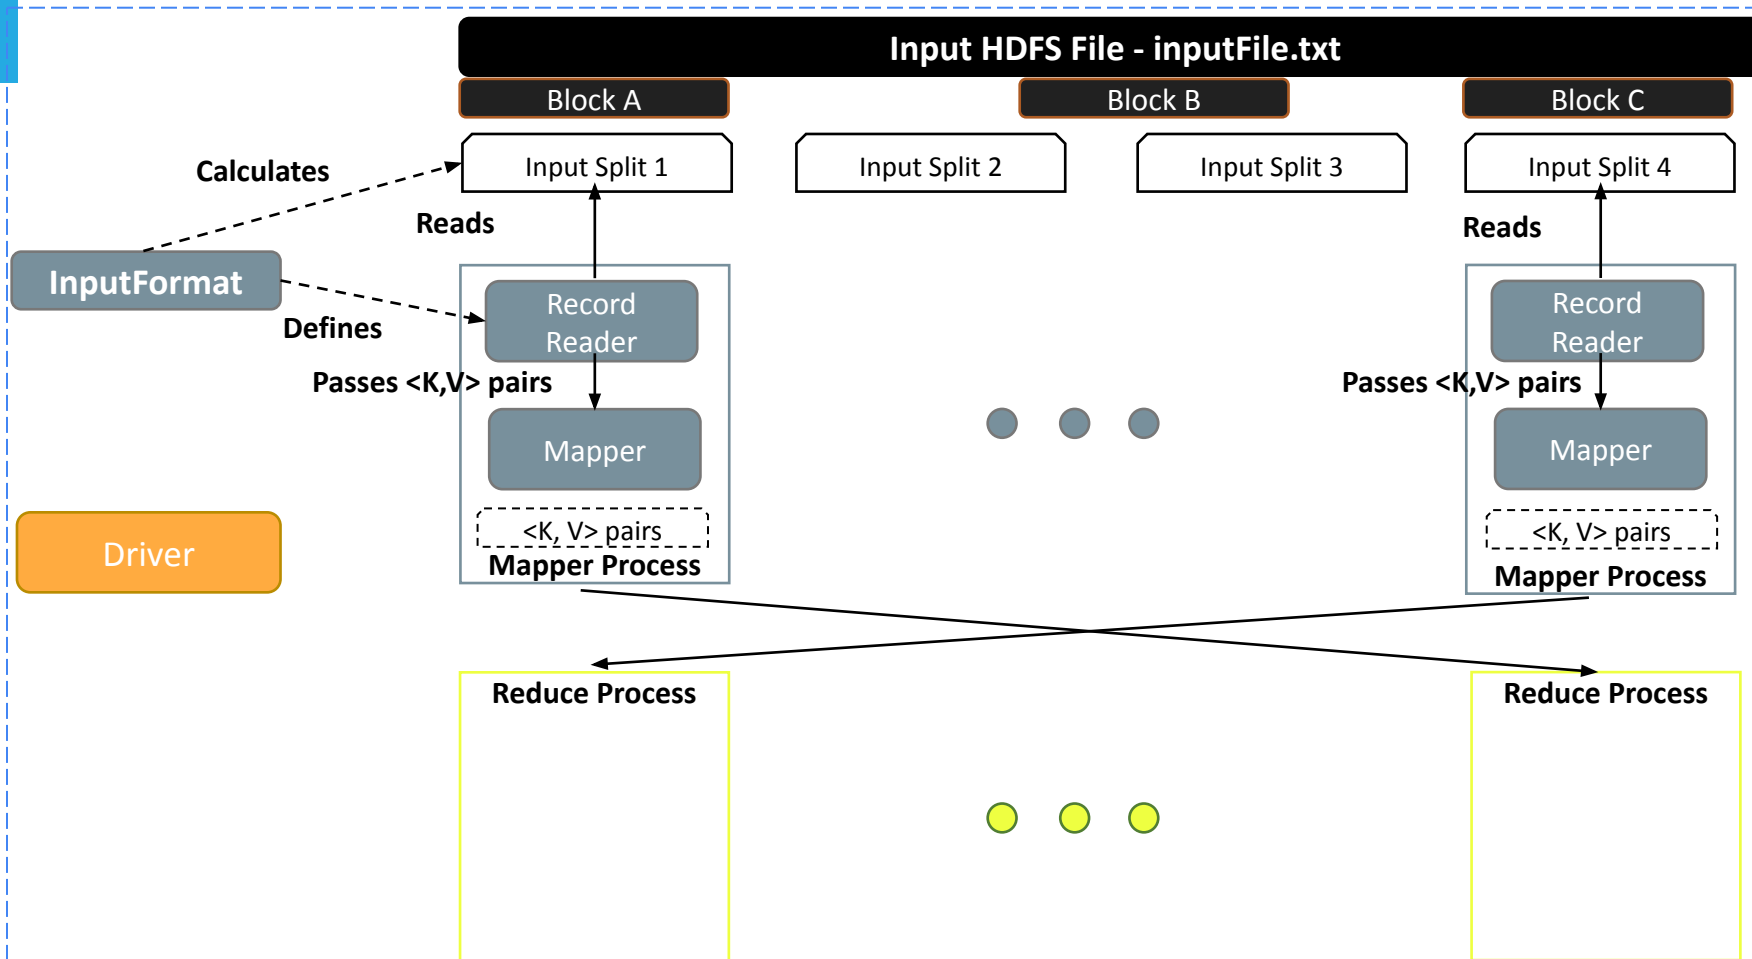 Input HDFS File - inputFile.txt
Block A
Block B
Block C
Calculates
Input Split 1
Input Split 2
Input Split 3
Input Split 4
Reads
Reads
InputFormat
Defines
Record
Reader
Record
Reader
Passes <K,V> pairs
Passes <K,V> pairs
Mapper
Mapper
Driver
<K, V> pairs
<K, V> pairs
Mapper Process
Mapper Process
Reduce Process
Reduce Process